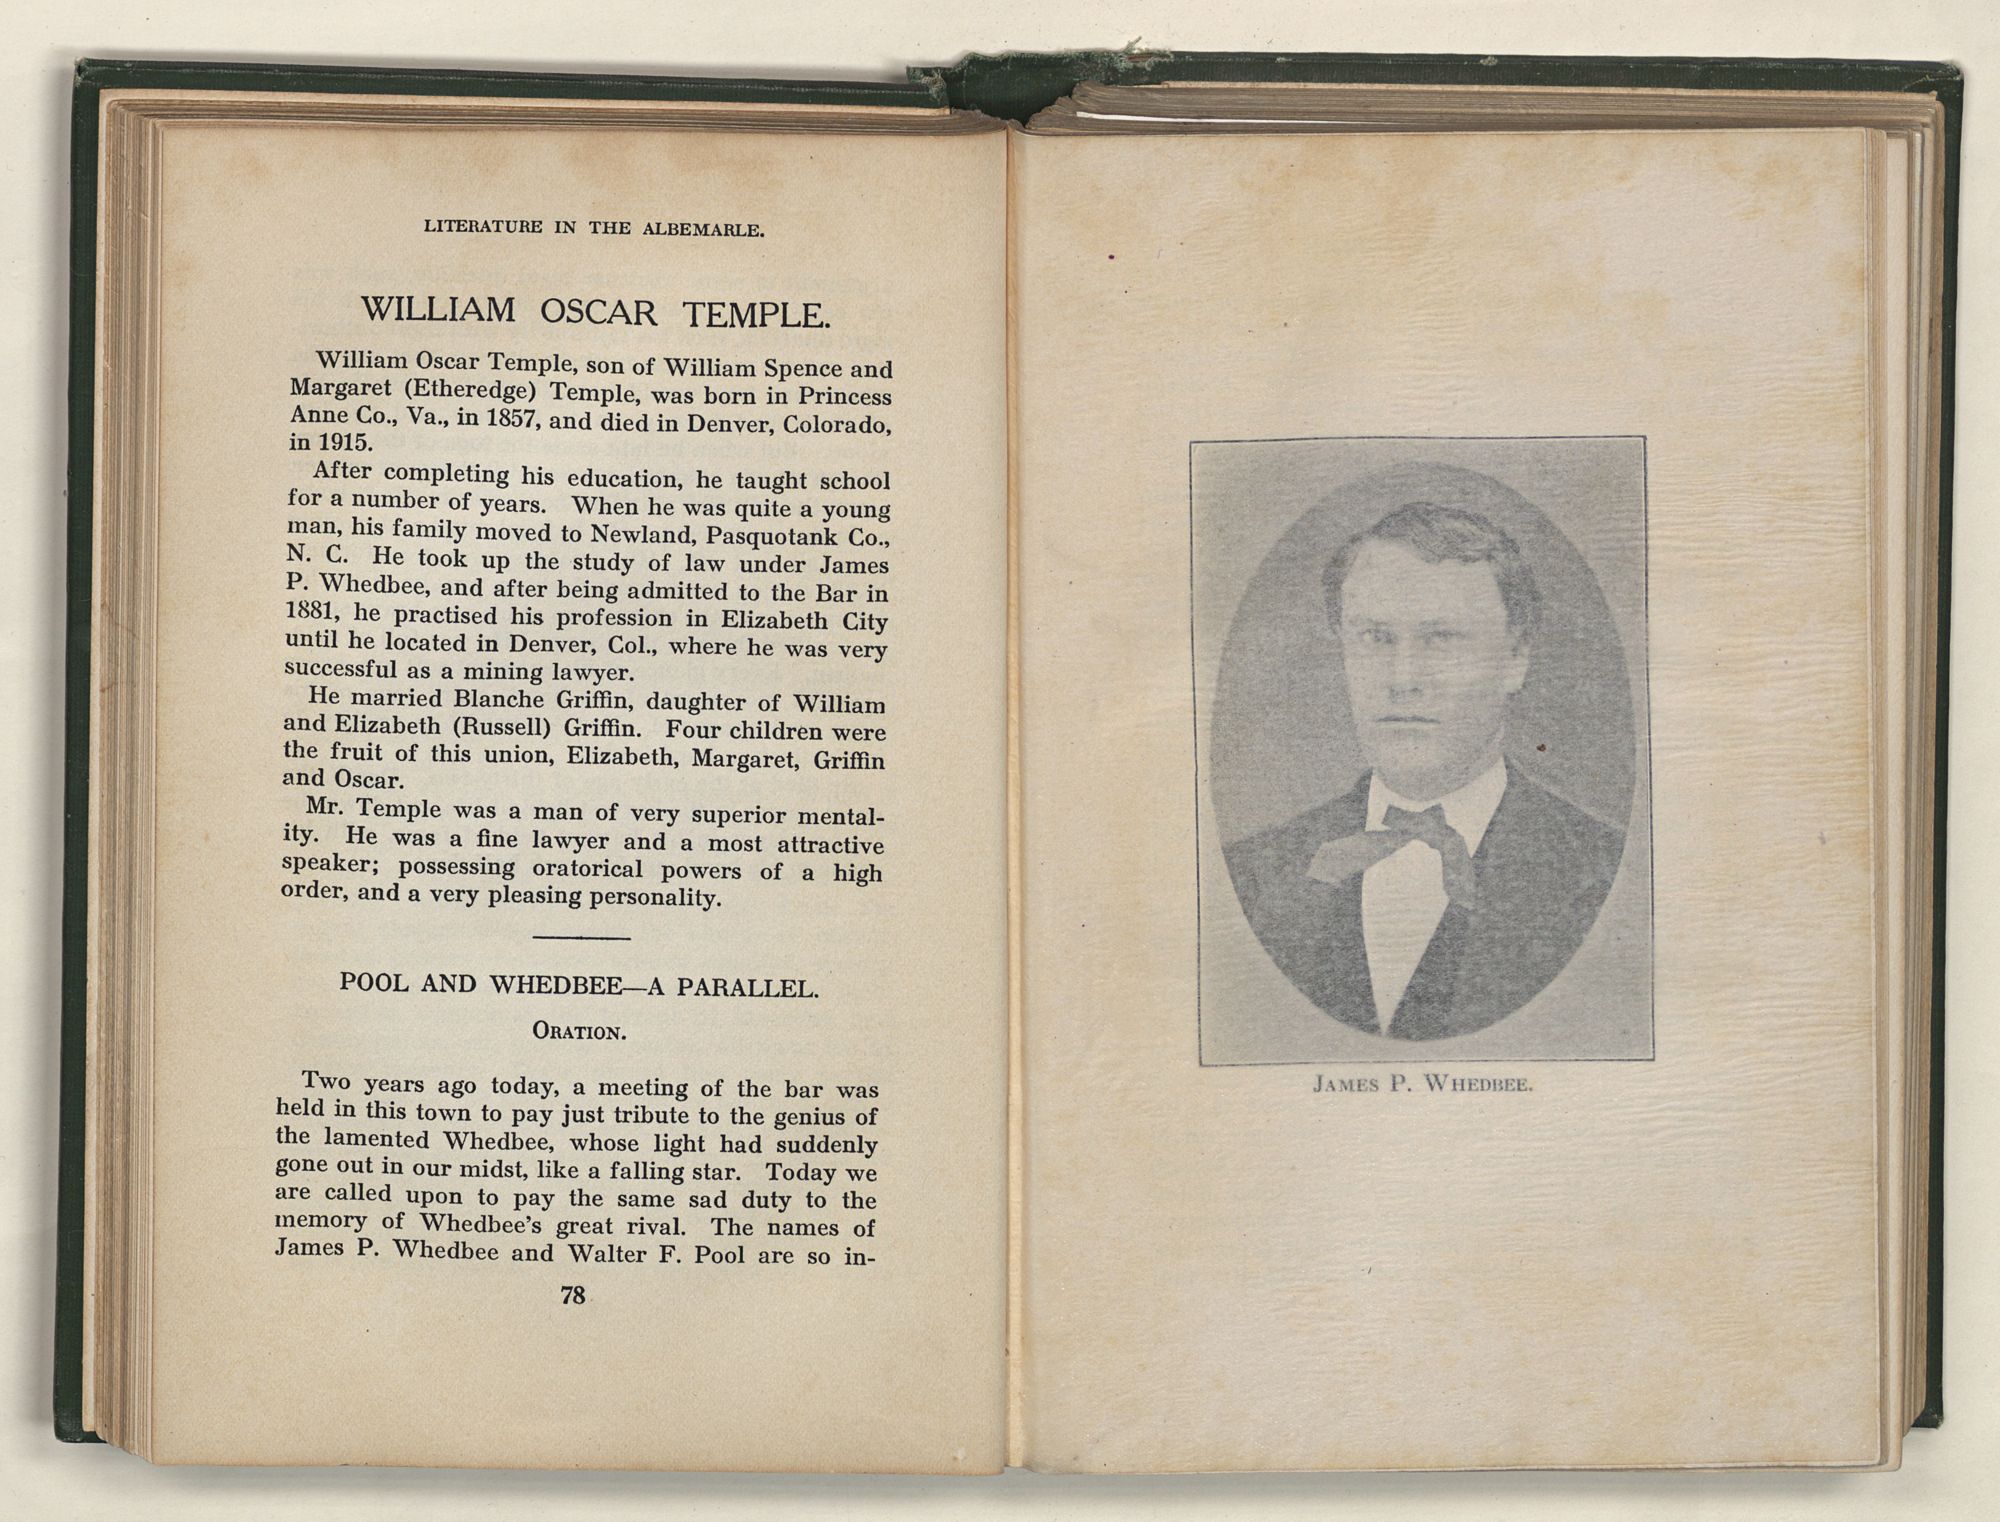 LITERATURE IN THE ALBEMARLE.
WILLIAM OSCAR TEMPLE.
William Oscar Temple, son of William Spence and
Margaret (Etheredge) Temple, was born in Princess
Anne Co., Va., in 1857, and died in Denver, Colorado,
in 1915.
After completing his education, he taught school
for a number of years. When he was quite a young
man, his family moved to Newland, Pasquotank Co.,
N. C. He took up the study of law under James
P. Whedbee, and after being admitted to the Bar in
1881, he practised his profession in Elizabeth City
until he located in Denver, Col., where he was very
successful as a mining lawyer.
He married Blanche Griffin, daughter of William
and Elizabeth (Russell) Griffin. Four children were
the fruit of this union, Elizabeth, Margaret, Griffin
and Oscar.
Mr. Temple was a man of very superior mental-
ity. He was a fine lawyer and a most attractive
speaker; possessing oratorical powers of a high
order, and a very pleasing personality.
POOL AND WHEDBEE—A PARALLEL.
ORATION.
Two years ago today, a meeting of the bar was
held in this town to pay just tribute to the genius of
the lamented Whedbee, whose light had suddenly
gone out in our midst, like a falling star. Today we
are called upon to pay the same sad duty to the
memory of Whedbee's great rival. The names of
James P. Whedbee and Walter F. Pool are so in-
78
JAMES P. WHEDBEE.